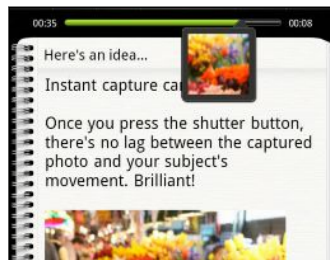 00:35 00:08
Here's an idea...
Instant capture
Once you press the shutter button,
there's no lag between the captured
photo and your subject's
movement. Brilliant!